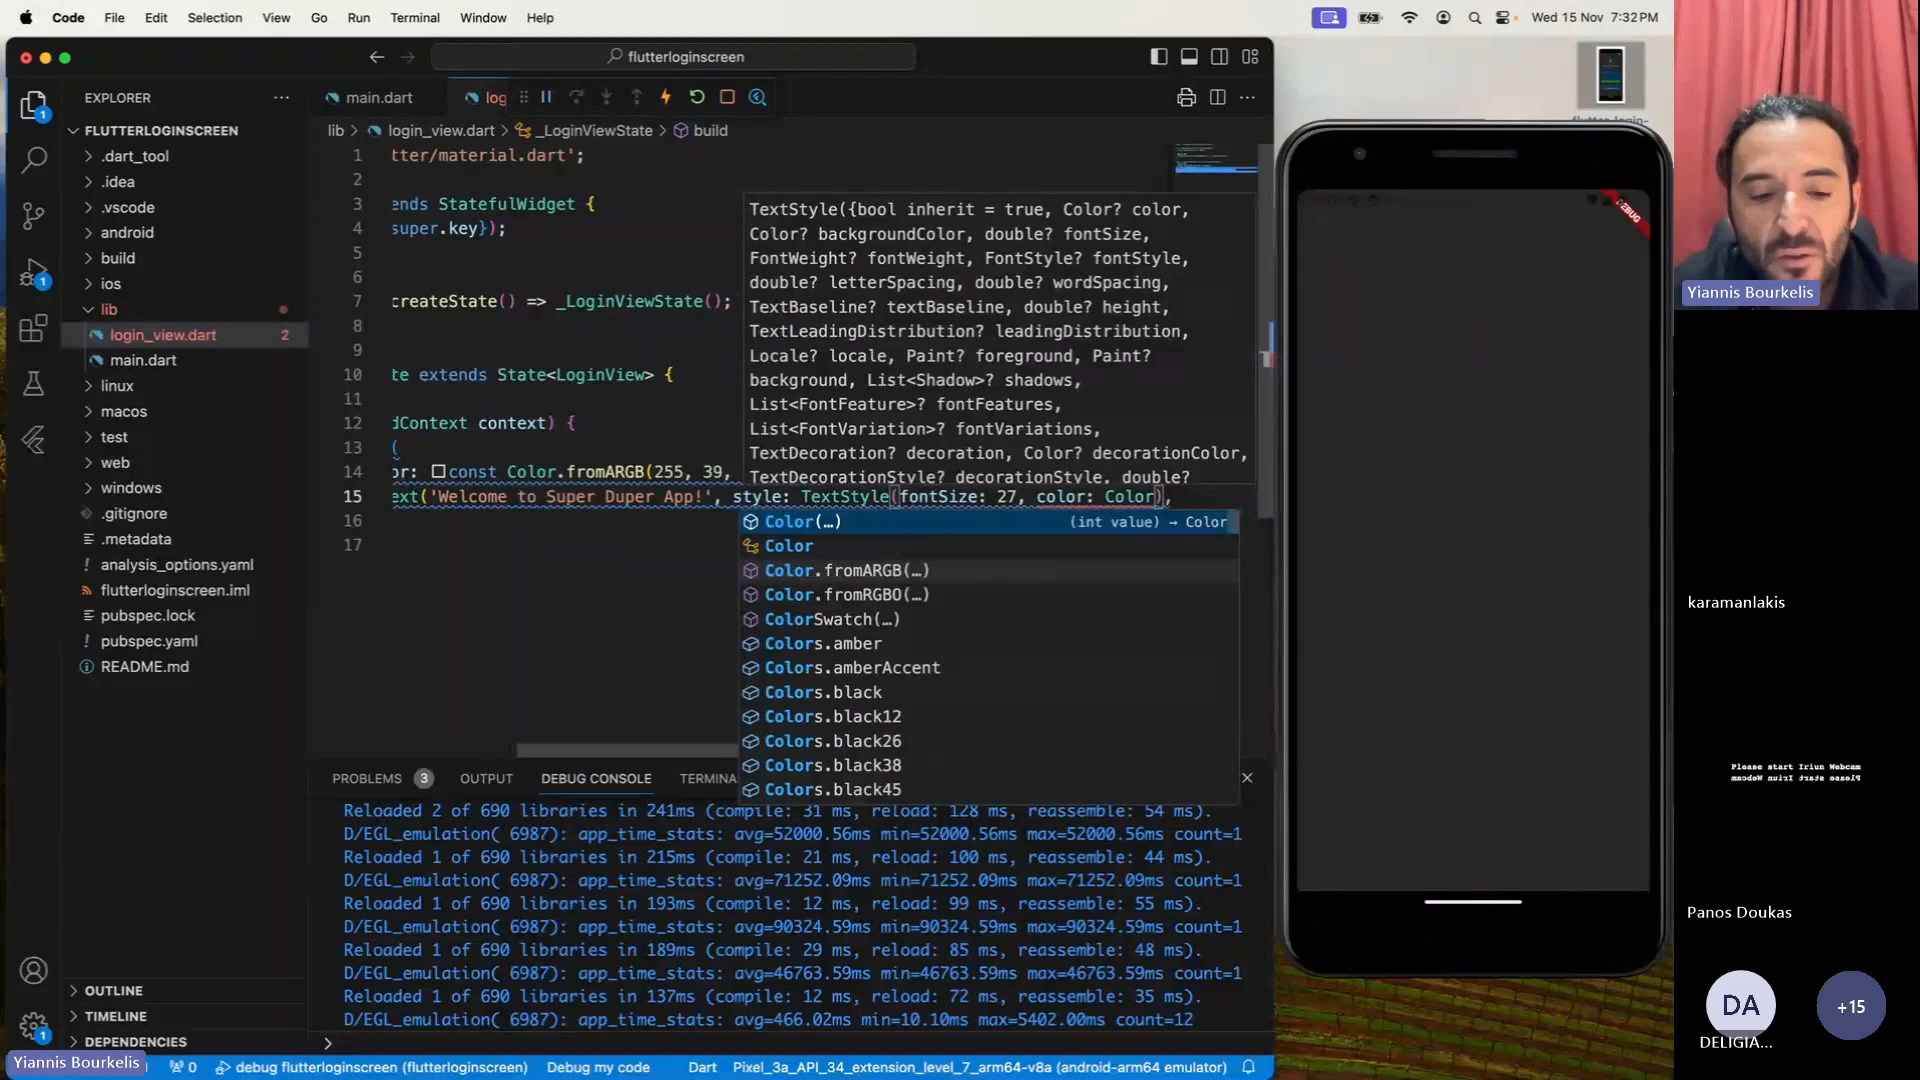 Code File Edit Selection View Go Run Terminal Window Help
Wed 15 Nov 7:32 PM
flutterloginscreen
EXPLORER
main.dart
log
FLUTTERLOGINSCREEN
.dart_tool
.idea
.vscode
android
build
ios
lib
login_view.dart 2
main.dart
linux
macos
test
web
windows
.gitignore
.metadata
analysis_options.yaml
flutterloginscreen.iml
pubspec.lock
pubspec.yaml
README.md
OUTLINE
TIMELINE
DEPENDENCIES
lib > login_view.dart > _LoginViewState > build
1 tter/material.dart';
2
3 ends StatefulWidget {
4 super.key});
5
6
7 createState() => _LoginViewState();
8
9
10 te extends State<LoginView> {
11
12 dContext context) {
13 (
14 or: const Color.fromARGB(255, 39,
15 ext('Welcome to Super Duper App!', style: TextStyle(fontSize: 27, color: Color),
16
17
TextStyle({bool inherit = true, Color? color,
Color? backgroundColor, double? fontSize,
FontWeight? fontWeight, FontStyle? fontStyle,
double? letterSpacing, double? wordSpacing,
TextBaseline? textBaseline, double? height,
TextLeadingDistribution? leadingDistribution,
Locale? locale, Paint? foreground, Paint?
background, List<Shadow>? shadows,
List<FontFeature>? fontFeatures,
List<FontVariation>? fontVariations,
TextDecoration? decoration, Color? decorationColor,
TextDecorationStyle? decorationStyle, double?
Color(…) (int value) → Color
Color
Color.fromARGB(…)
Color.fromRGBO(…)
ColorSwatch(…)
Colors.amber
Colors.amberAccent
Colors.black
Colors.black12
Colors.black26
Colors.black38
Colors.black45
PROBLEMS 3 OUTPUT DEBUG CONSOLE TERMINA
Reloaded 2 of 690 libraries in 241ms (compile: 31 ms, reload: 128 ms, reassemble: 54 ms).
D/EGL_emulation( 6987): app_time_stats: avg=52000.56ms min=52000.56ms max=52000.56ms count=1
Reloaded 1 of 690 libraries in 215ms (compile: 21 ms, reload: 100 ms, reassemble: 44 ms).
D/EGL_emulation( 6987): app_time_stats: avg=71252.09ms min=71252.09ms max=71252.09ms count=1
Reloaded 1 of 690 libraries in 193ms (compile: 12 ms, reload: 99 ms, reassemble: 55 ms).
D/EGL_emulation( 6987): app_time_stats: avg=90324.59ms min=90324.59ms max=90324.59ms count=1
Reloaded 1 of 690 libraries in 189ms (compile: 29 ms, reload: 85 ms, reassemble: 48 ms).
D/EGL_emulation( 6987): app_time_stats: avg=46763.59ms min=46763.59ms max=46763.59ms count=1
Reloaded 1 of 690 libraries in 137ms (compile: 12 ms, reload: 72 ms, reassemble: 35 ms).
D/EGL_emulation( 6987): app_time_stats: avg=466.02ms min=10.10ms max=5402.00ms count=12
Yiannis Bourkelis
0 debug flutterloginscreen (flutterloginscreen) Debug my code Dart Pixel_3a_API_34_extension_level_7_arm64-v8a (android-arm64 emulator)
DEBUG
Yiannis Bourkelis
karamanlakis
Please start Iriun Webcam
Please start Iriun Webcam
Panos Doukas
DA
+15
DELIGIA...